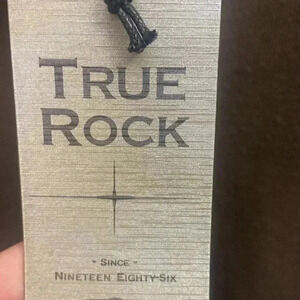 TRUE
ROCK
- SINCE -
NINETEEN EIGHTY-SIX